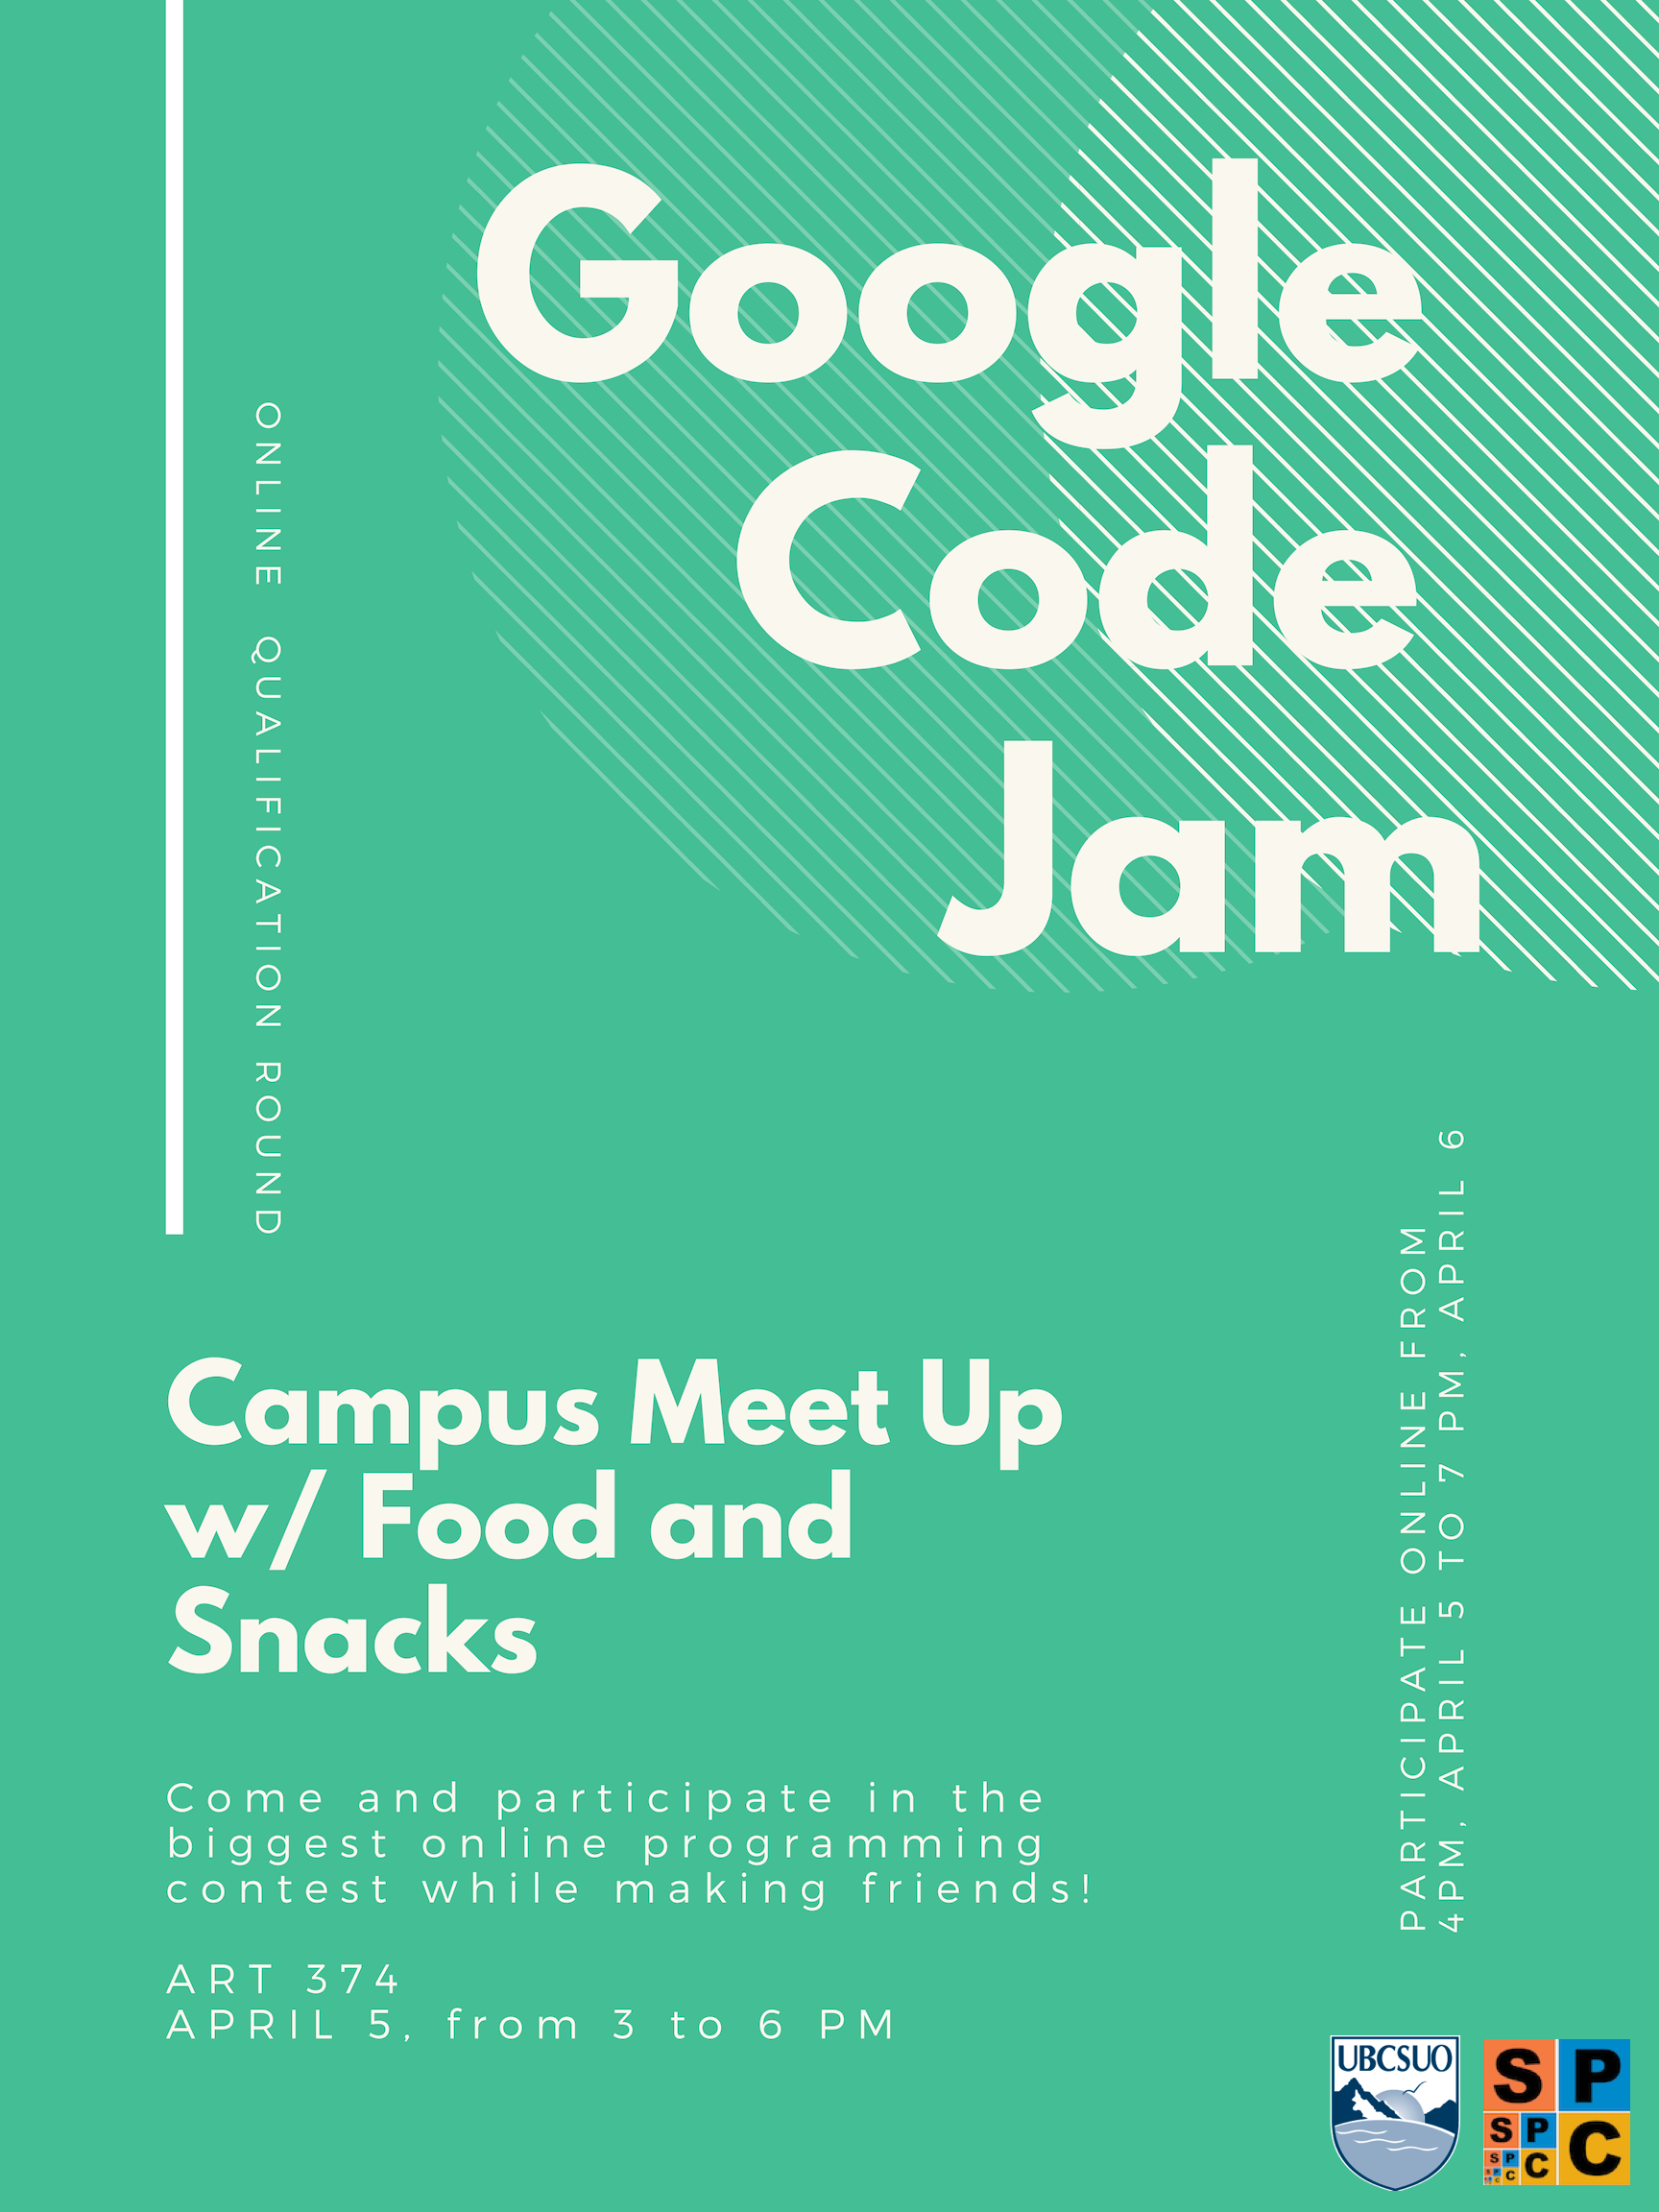 Google
Code
Jam
ONLINE QUALIFICATION ROUND
PARTICIPATE ONLINE FROM
4PM, APRIL 5 TO 7 PM, APRIL 6
Campus Meet Up
w/ Food and
Snacks
Come and participate in the
biggest online programming
contest while making friends!
ART 374
APRIL 5, from 3 to 6 PM
UBCSUO
S P
S P C
S P C
S P C C